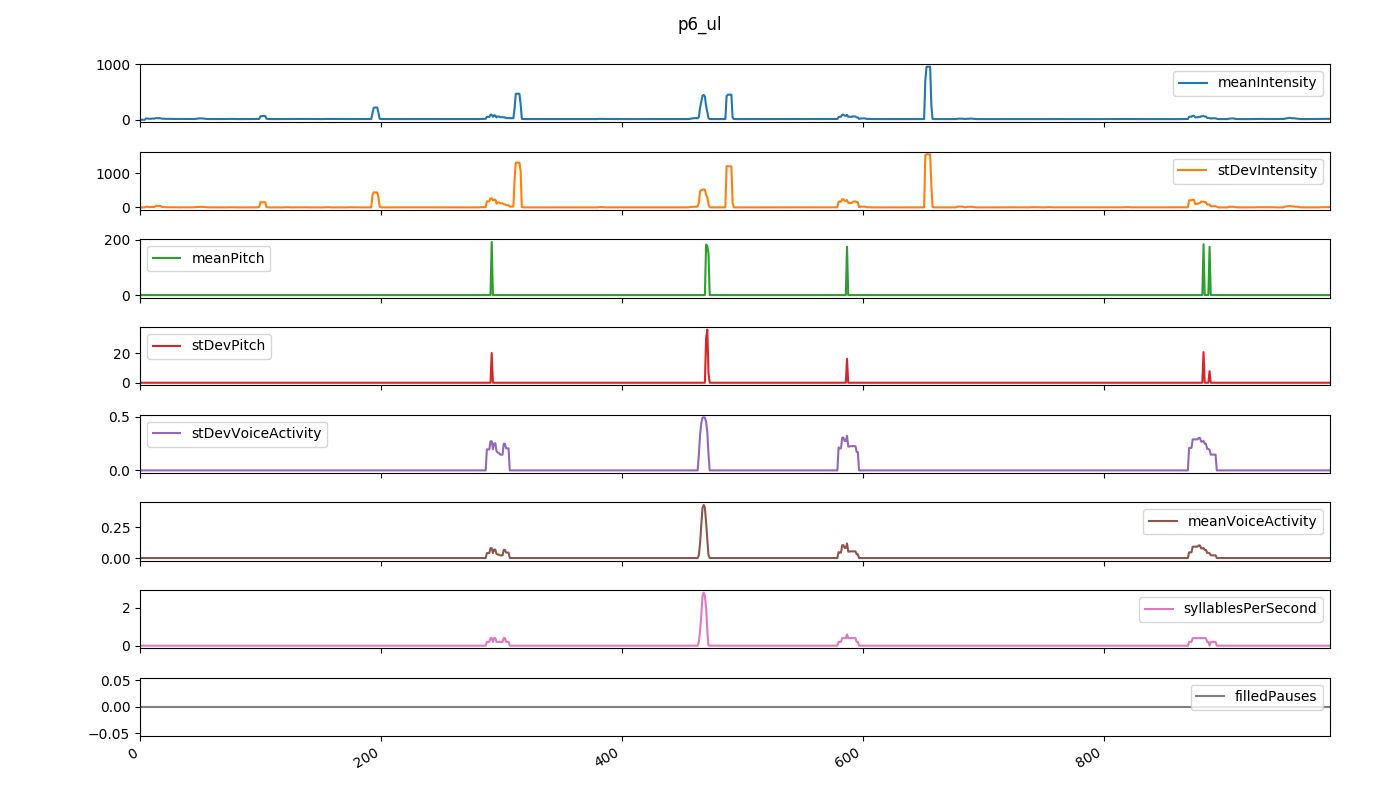 p6_ul
1000
0
meanIntensity
1000
0
stDevIntensity
200
0
meanPitch
20
0
stDevPitch
0.5
0.0
stDevVoiceActivity
0.25
0.00
meanVoiceActivity
2
0
syllablesPerSecond
0.05
0.00
−0.05
filledPauses
0 200 400 600 800